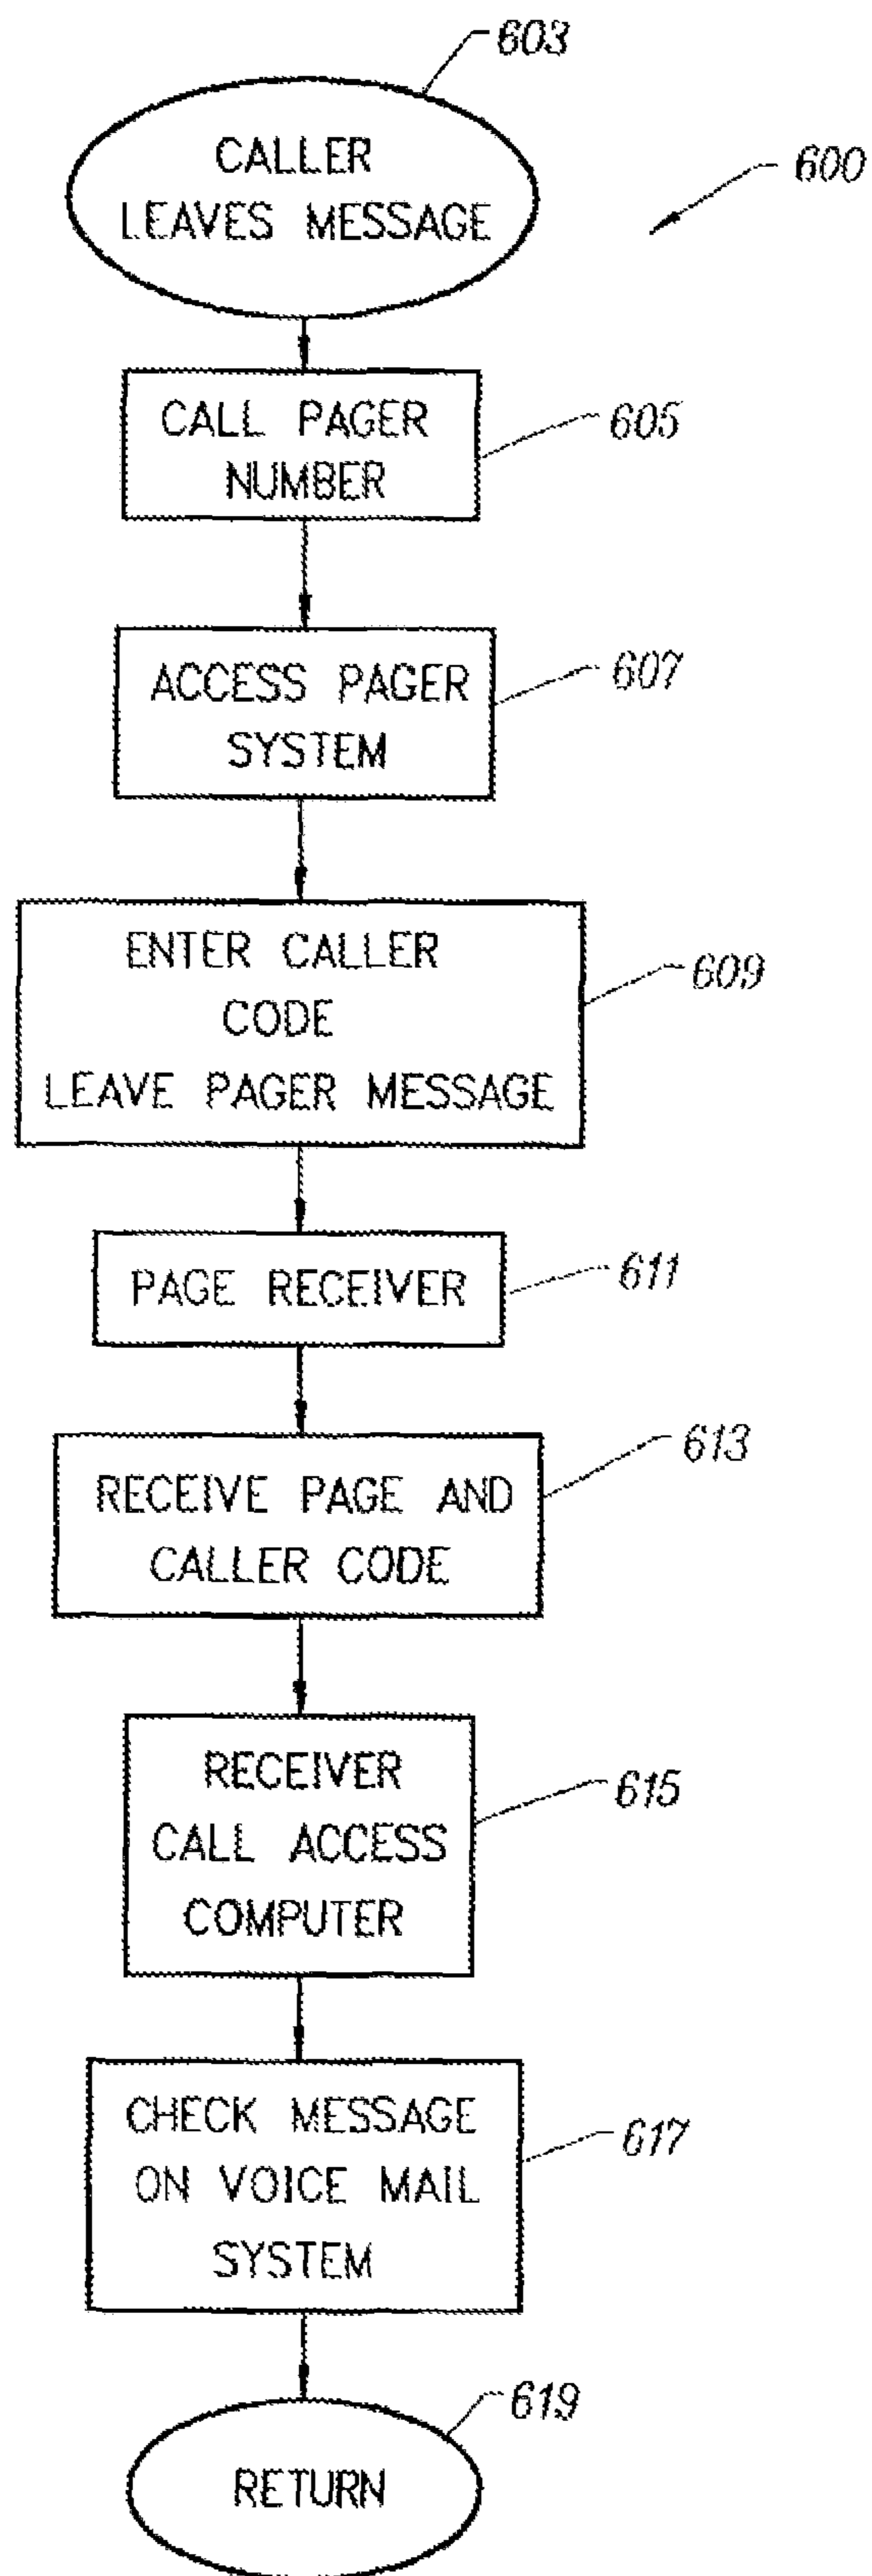 603
CALLER
LEAVES MESSAGE
600
CALL PAGER
NUMBER
605
ACCESS PAGER
SYSTEM
607
ENTER CALLER
CODE
LEAVE PAGER MESSAGE
609
PAGE RECEIVER
611
RECEIVE PAGE AND
CALLER CODE
613
RECEIVER
CALL ACCESS
COMPUTER
615
CHECK MESSAGE
ON VOICE MAIL
SYSTEM
617
619
RETURN